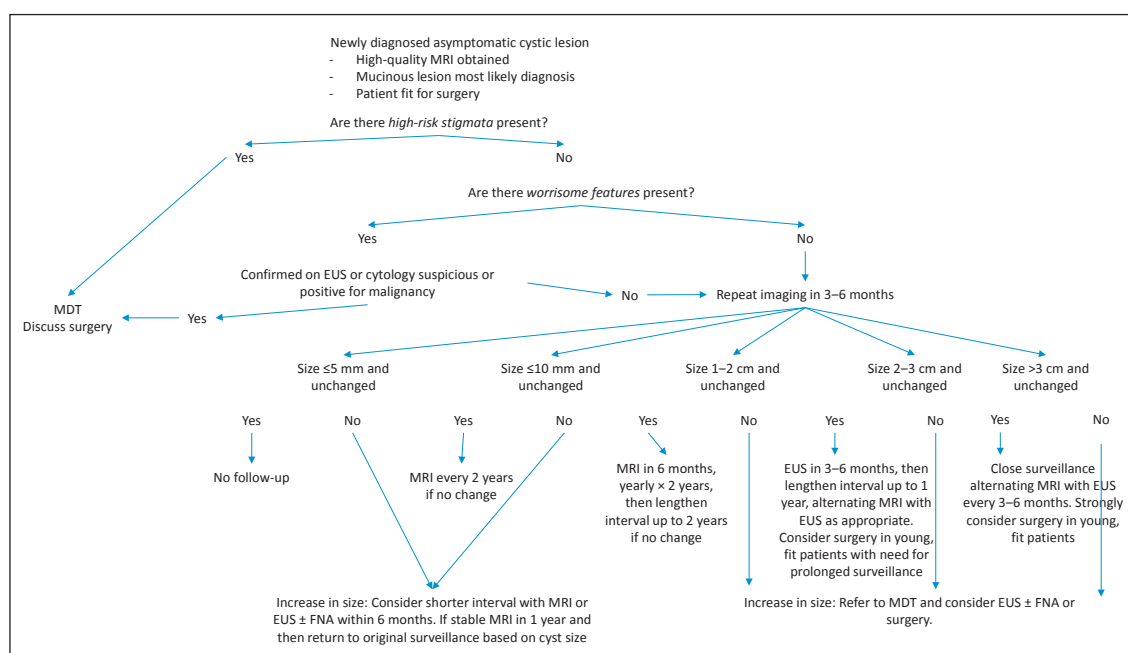 Newly diagnosed asymptomatic cystic lesion
- High-quality MRI obtained
- Mucinous lesion most likely diagnosis
- Patient fit for surgery
Are there high-risk stigmata present?
Yes
No
Are there worrisome features present?
Yes
No
Confirmed on EUS or cytology suspicious or
positive for malignancy
No
Repeat imaging in 3–6 months
MDT
Discuss surgery
Yes
Size ≤5 mm and
unchanged
Size ≤10 mm and
unchanged
Size 1–2 cm and
unchanged
Size 2–3 cm and
unchanged
Size >3 cm and
unchanged
Yes
No
Yes
No
Yes
No
Yes
No
Yes
No
No follow-up
MRI every 2 years
if no change
MRI in 6 months,
yearly × 2 years,
then lengthen
interval up to 2 years
if no change
EUS in 3–6 months, then
lengthen interval up to 1
year, alternating MRI with
EUS as appropriate.
Consider surgery in young,
fit patients with need for
prolonged surveillance
Close surveillance
alternating MRI with EUS
every 3–6 months. Strongly
consider surgery in young,
fit patients
Increase in size: Consider shorter interval with MRI or
EUS ± FNA within 6 months. If stable MRI in 1 year and
then return to original surveillance based on cyst size
Increase in size: Refer to MDT and consider EUS ± FNA or
surgery.